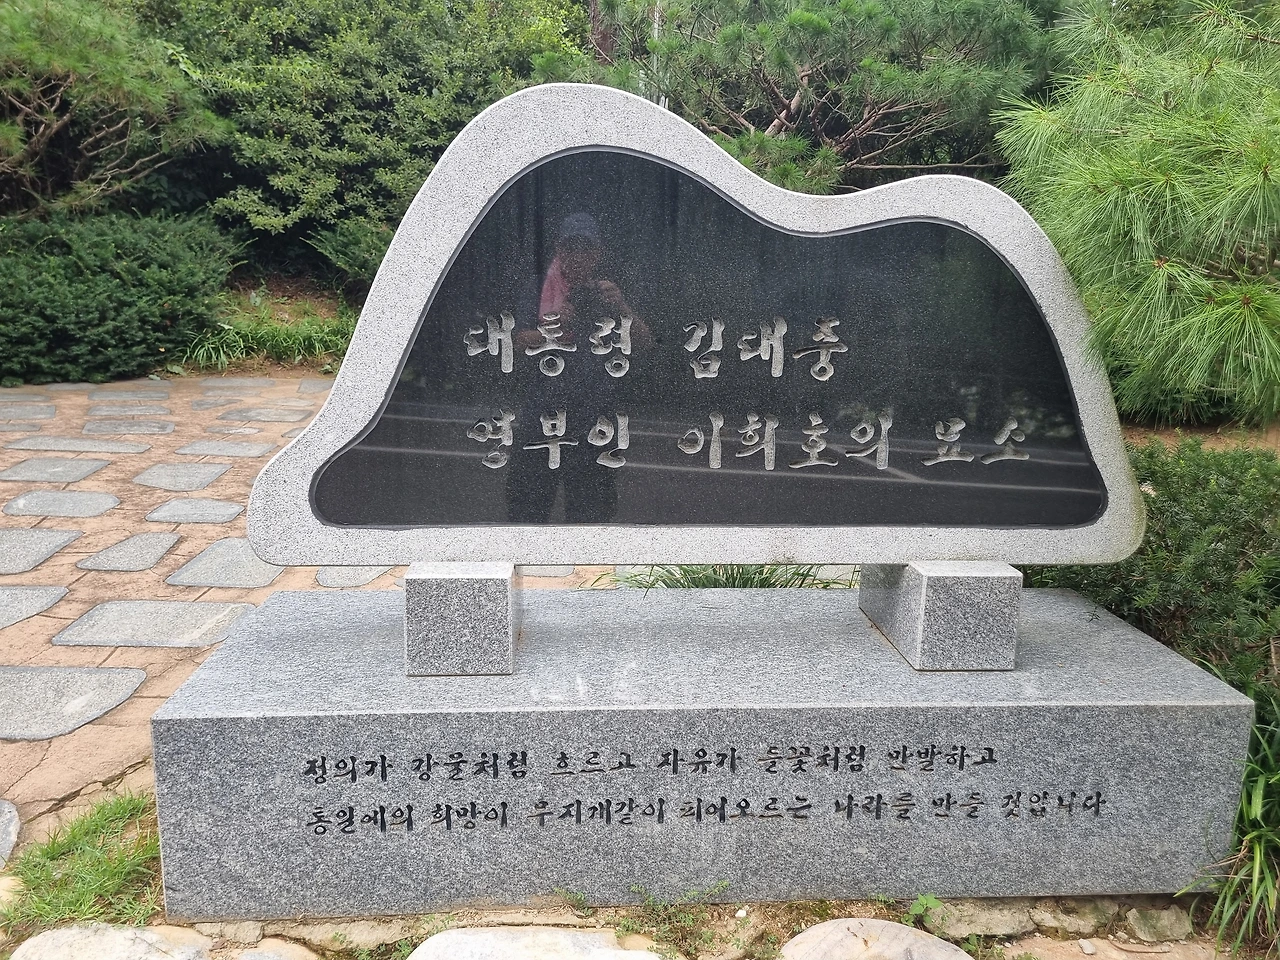 대통령 김대중
영부인 이희호의 묘소
정의가 강물처럼 흐르고 자유가 들꽃처럼 만발하고
통일에의 희망이 무지개같이 피어오르는 나라를 만들 것입니다